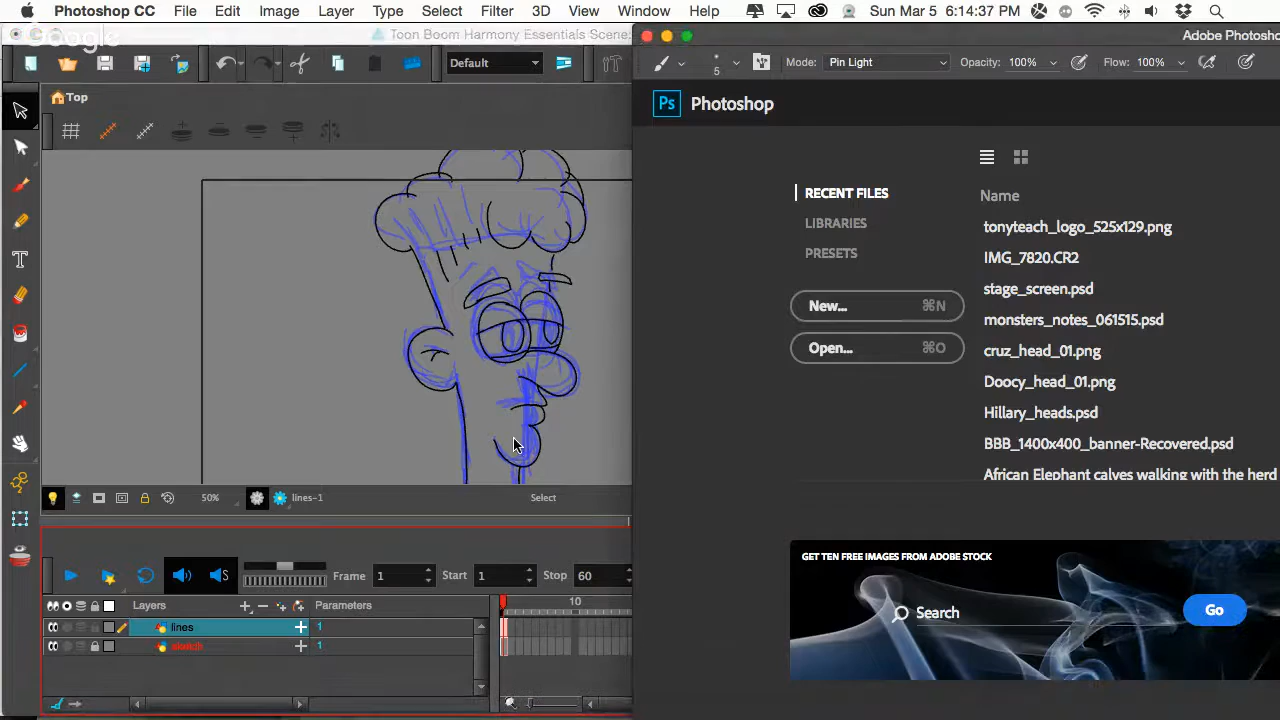 Photoshop CC File Edit Image Layer Type Select Filter 3D View Window Help Sun Mar 5 6:14:37 PM
Google
Toon Boom Harmony Essentials Scene:
Default
Top
50%
lines-1
Select
Frame 1 Start 1 Stop 60
Layers Parameters 10
lines 1
sketch 1
Adobe Photosho
5 Mode: Pin Light Opacity: 100% Flow: 100%
Ps Photoshop
RECENT FILES
LIBRARIES
PRESETS
New... ⌘N
Open... ⌘O
Name
tonyteach_logo_525x129.png
IMG_7820.CR2
stage_screen.psd
monsters_notes_061515.psd
cruz_head_01.png
Doocy_head_01.png
Hillary_heads.psd
BBB_1400x400_banner-Recovered.psd
African Elephant calves walking with the herd
GET TEN FREE IMAGES FROM ADOBE STOCK
Search
Go